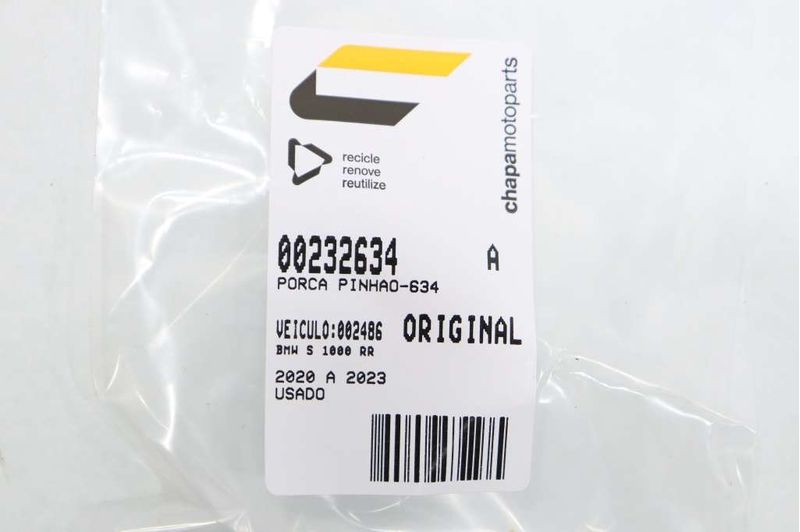 recicle
renove
reutilize
chapamotoparts
00232634 A
PORCA PINHAO-634
VEICULO:002486 ORIGINAL
BMW S 1000 RR
2020 A 2023
USADO